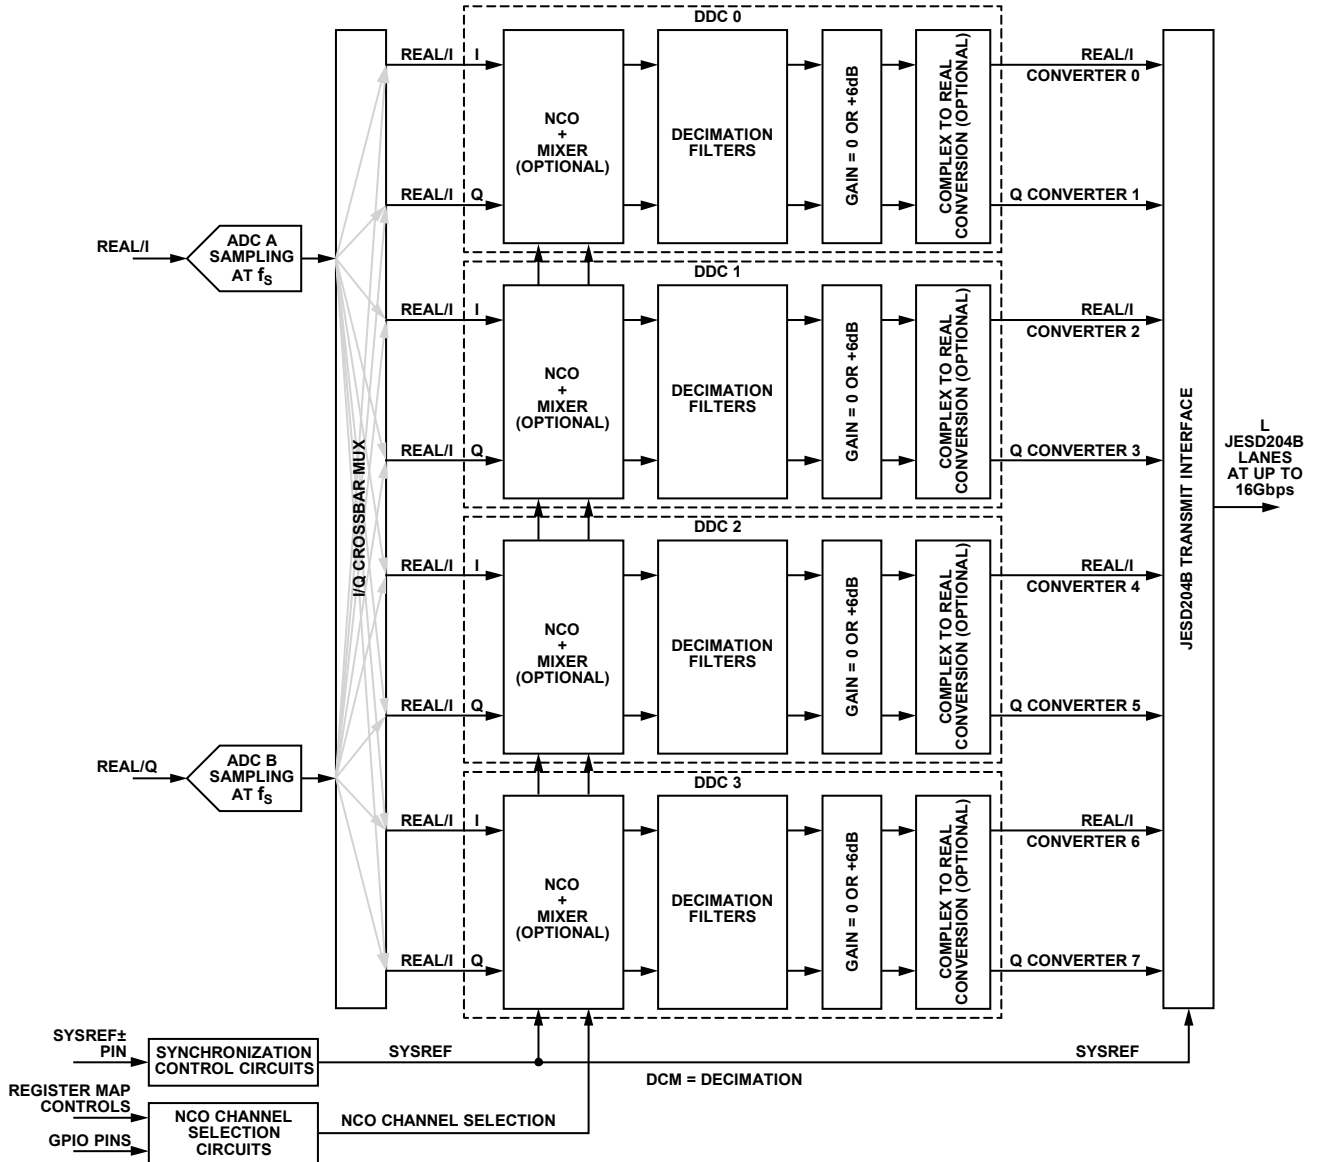 DDC 0
REAL/I I
NCO
+
MIXER
(OPTIONAL)
DECIMATION
FILTERS
GAIN = 0 OR +6dB
COMPLEX TO REAL
CONVERSION (OPTIONAL)
REAL/I
CONVERTER 0
REAL/I Q
Q CONVERTER 1
REAL/I
ADC A
SAMPLING
AT fS
DDC 1
REAL/I I
NCO
+
MIXER
(OPTIONAL)
DECIMATION
FILTERS
GAIN = 0 OR +6dB
COMPLEX TO REAL
CONVERSION (OPTIONAL)
REAL/I
CONVERTER 2
REAL/I Q
Q CONVERTER 3
I/Q CROSSBAR MUX
JESD204B TRANSMIT INTERFACE
L
JESD204B
LANES
AT UP TO
16Gbps
DDC 2
REAL/I I
NCO
+
MIXER
(OPTIONAL)
DECIMATION
FILTERS
GAIN = 0 OR +6dB
COMPLEX TO REAL
CONVERSION (OPTIONAL)
REAL/I
CONVERTER 4
REAL/I Q
Q CONVERTER 5
REAL/Q
ADC B
SAMPLING
AT fS
DDC 3
REAL/I I
NCO
+
MIXER
(OPTIONAL)
DECIMATION
FILTERS
GAIN = 0 OR +6dB
COMPLEX TO REAL
CONVERSION (OPTIONAL)
REAL/I
CONVERTER 6
REAL/I Q
Q CONVERTER 7
SYSREF±
PIN
SYNCHRONIZATION
CONTROL CIRCUITS
SYSREF
SYSREF
DCM = DECIMATION
REGISTER MAP
CONTROLS
GPIO PINS
NCO CHANNEL
SELECTION
CIRCUITS
NCO CHANNEL SELECTION